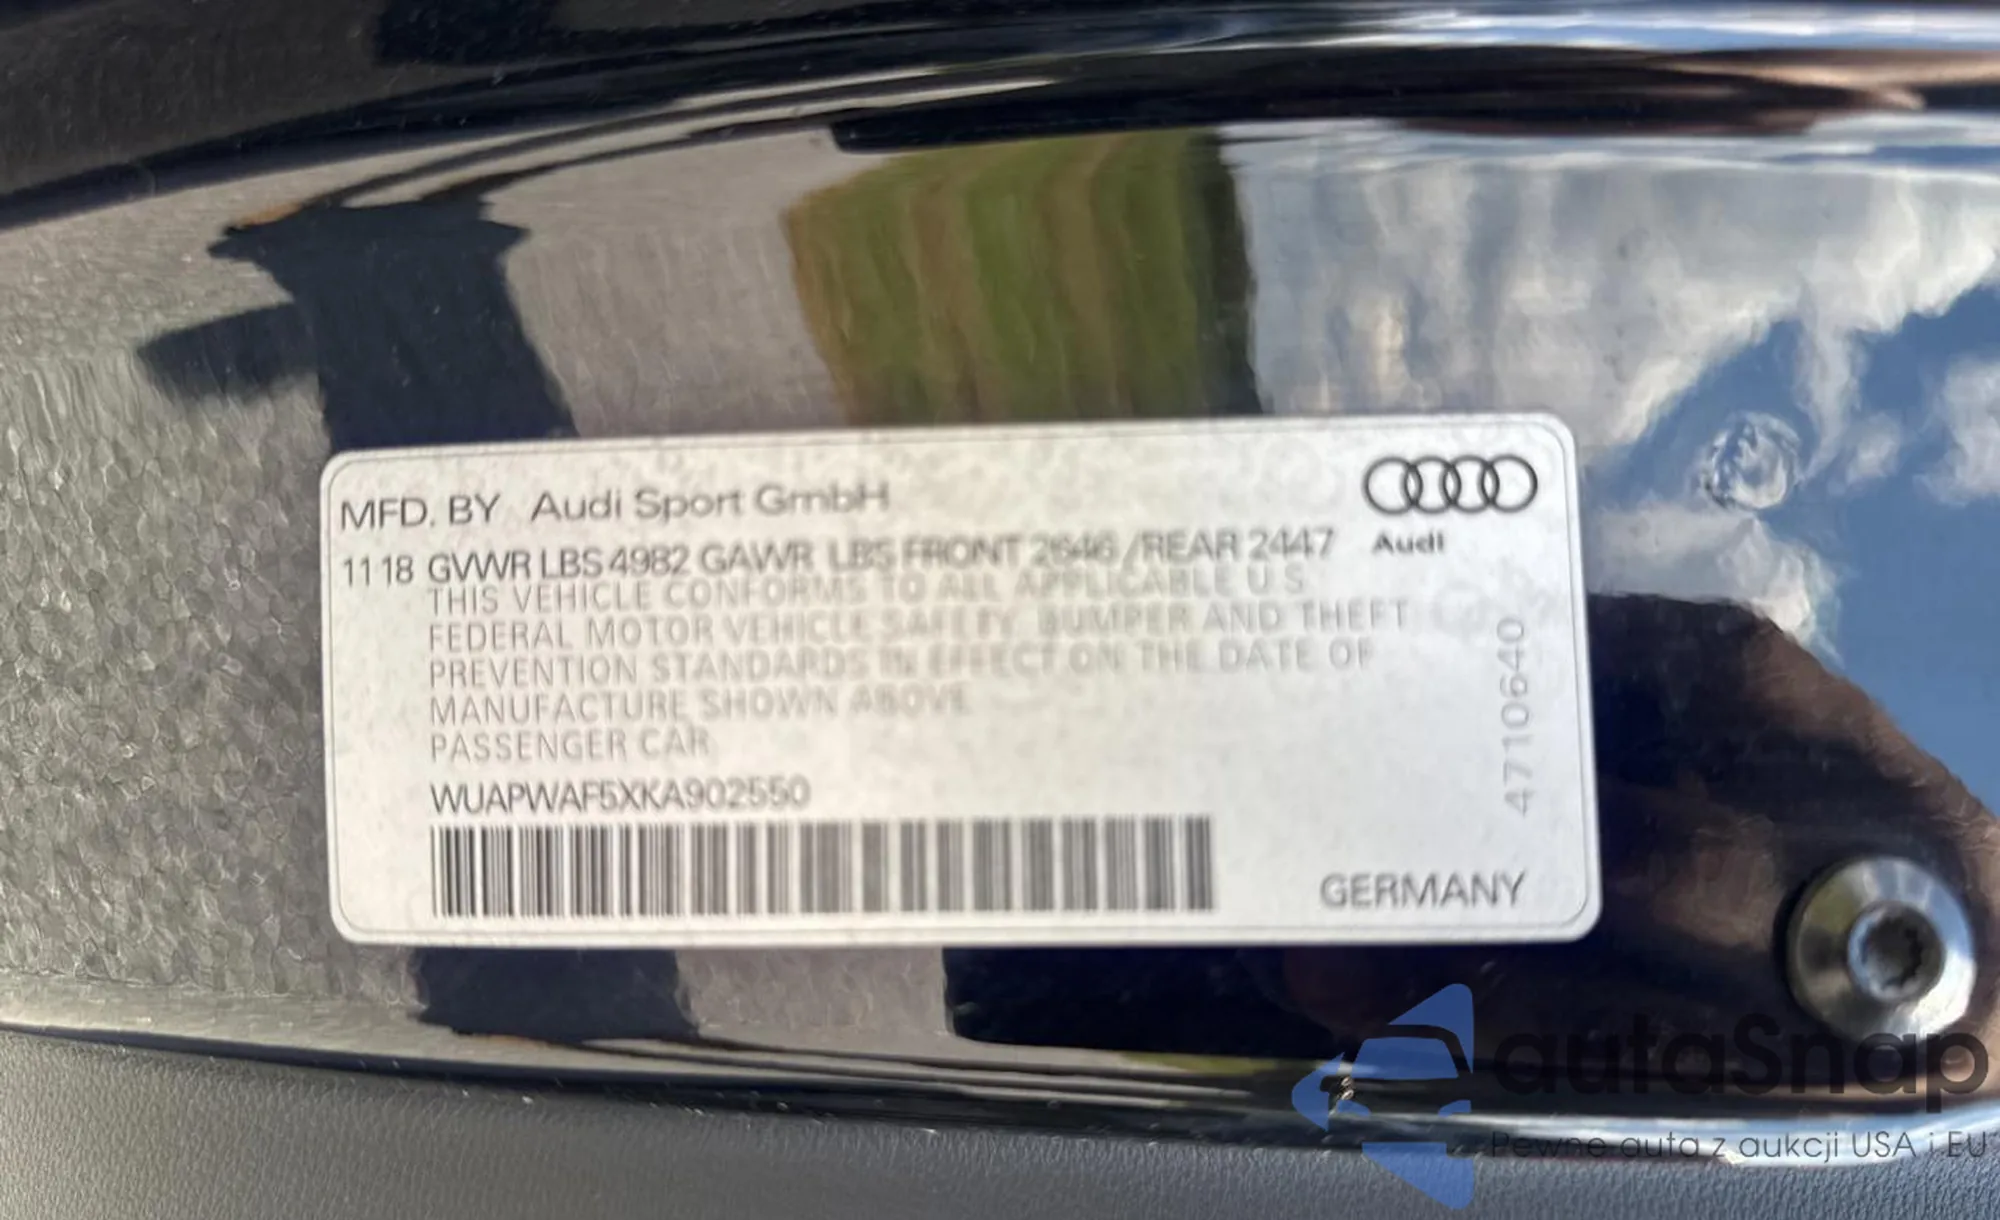 MFD. BY Audi Sport GmbH
1118 GVWR LBS 4982 GAWR LBS FRONT 2646 /REAR 2447
Audi
THIS VEHICLE CONFORMS TO ALL APPLICABLE U S
FEDERAL MOTOR VEHICLE SAFETY, BUMPER AND THEFT
PREVENTION STANDARDS IN EFFECT ON THE DATE OF
MANUFACTURE SHOWN ABOVE
PASSENGER CAR
WUAPWAF5XKA902550
GERMANY
47106640
autaSnap
Pewne auta z aukcji USA i EU